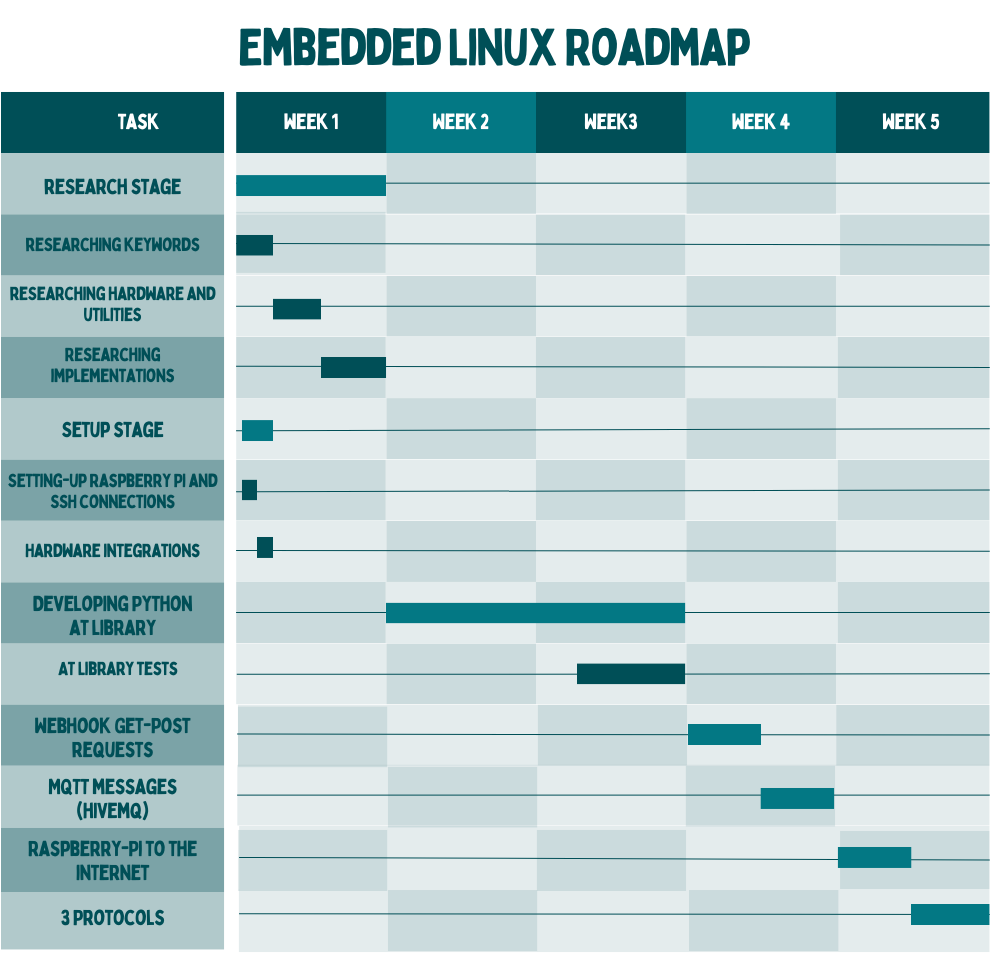 EMBEDDED LINUX ROADMAP
TASK
WEEK 1
WEEK 2
WEEK3
WEEK 4
WEEK 5
RESEARCH STAGE
RESEARCHING KEYWORDS
RESEARCHING HARDWARE AND
UTILITIES
RESEARCHING
IMPLEMENTATIONS
SETUP STAGE
SETTING-UP RASPBERRY PI AND
SSH CONNECTIONS
HARDWARE INTEGRATIONS
DEVELOPING PYTHON
AT LIBRARY
AT LIBRARY TESTS
WEBHOOK GET-POST
REQUESTS
MQTT MESSAGES
(HIVEMQ)
RASPBERRY-PI TO THE
INTERNET
3 PROTOCOLS